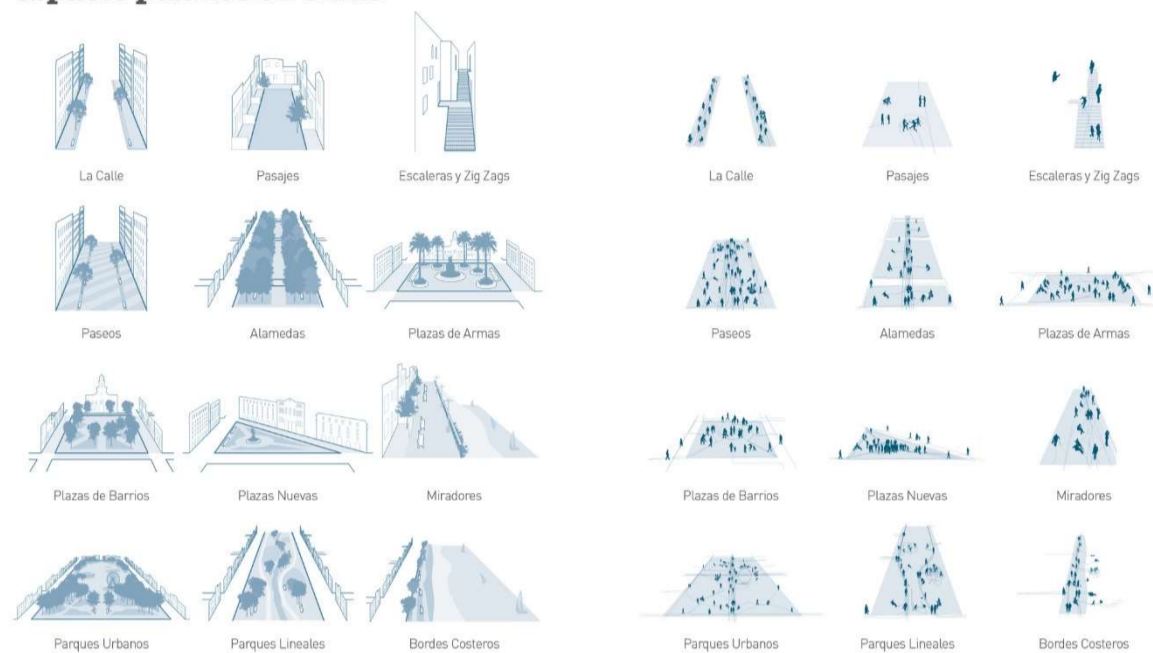 La Calle Pasajes Escaleras y Zig Zags La Calle Pasajes Escaleras y Zig Zags
Paseos Alamedas Plazas de Armas Paseos Alamedas Plazas de Armas
Plazas de Barrios Plazas Nuevas Miradores Plazas de Barrios Plazas Nuevas Miradores
Parques Urbanos Parques Lineales Bordes Costeros Parques Urbanos Parques Lineales Bordes Costeros